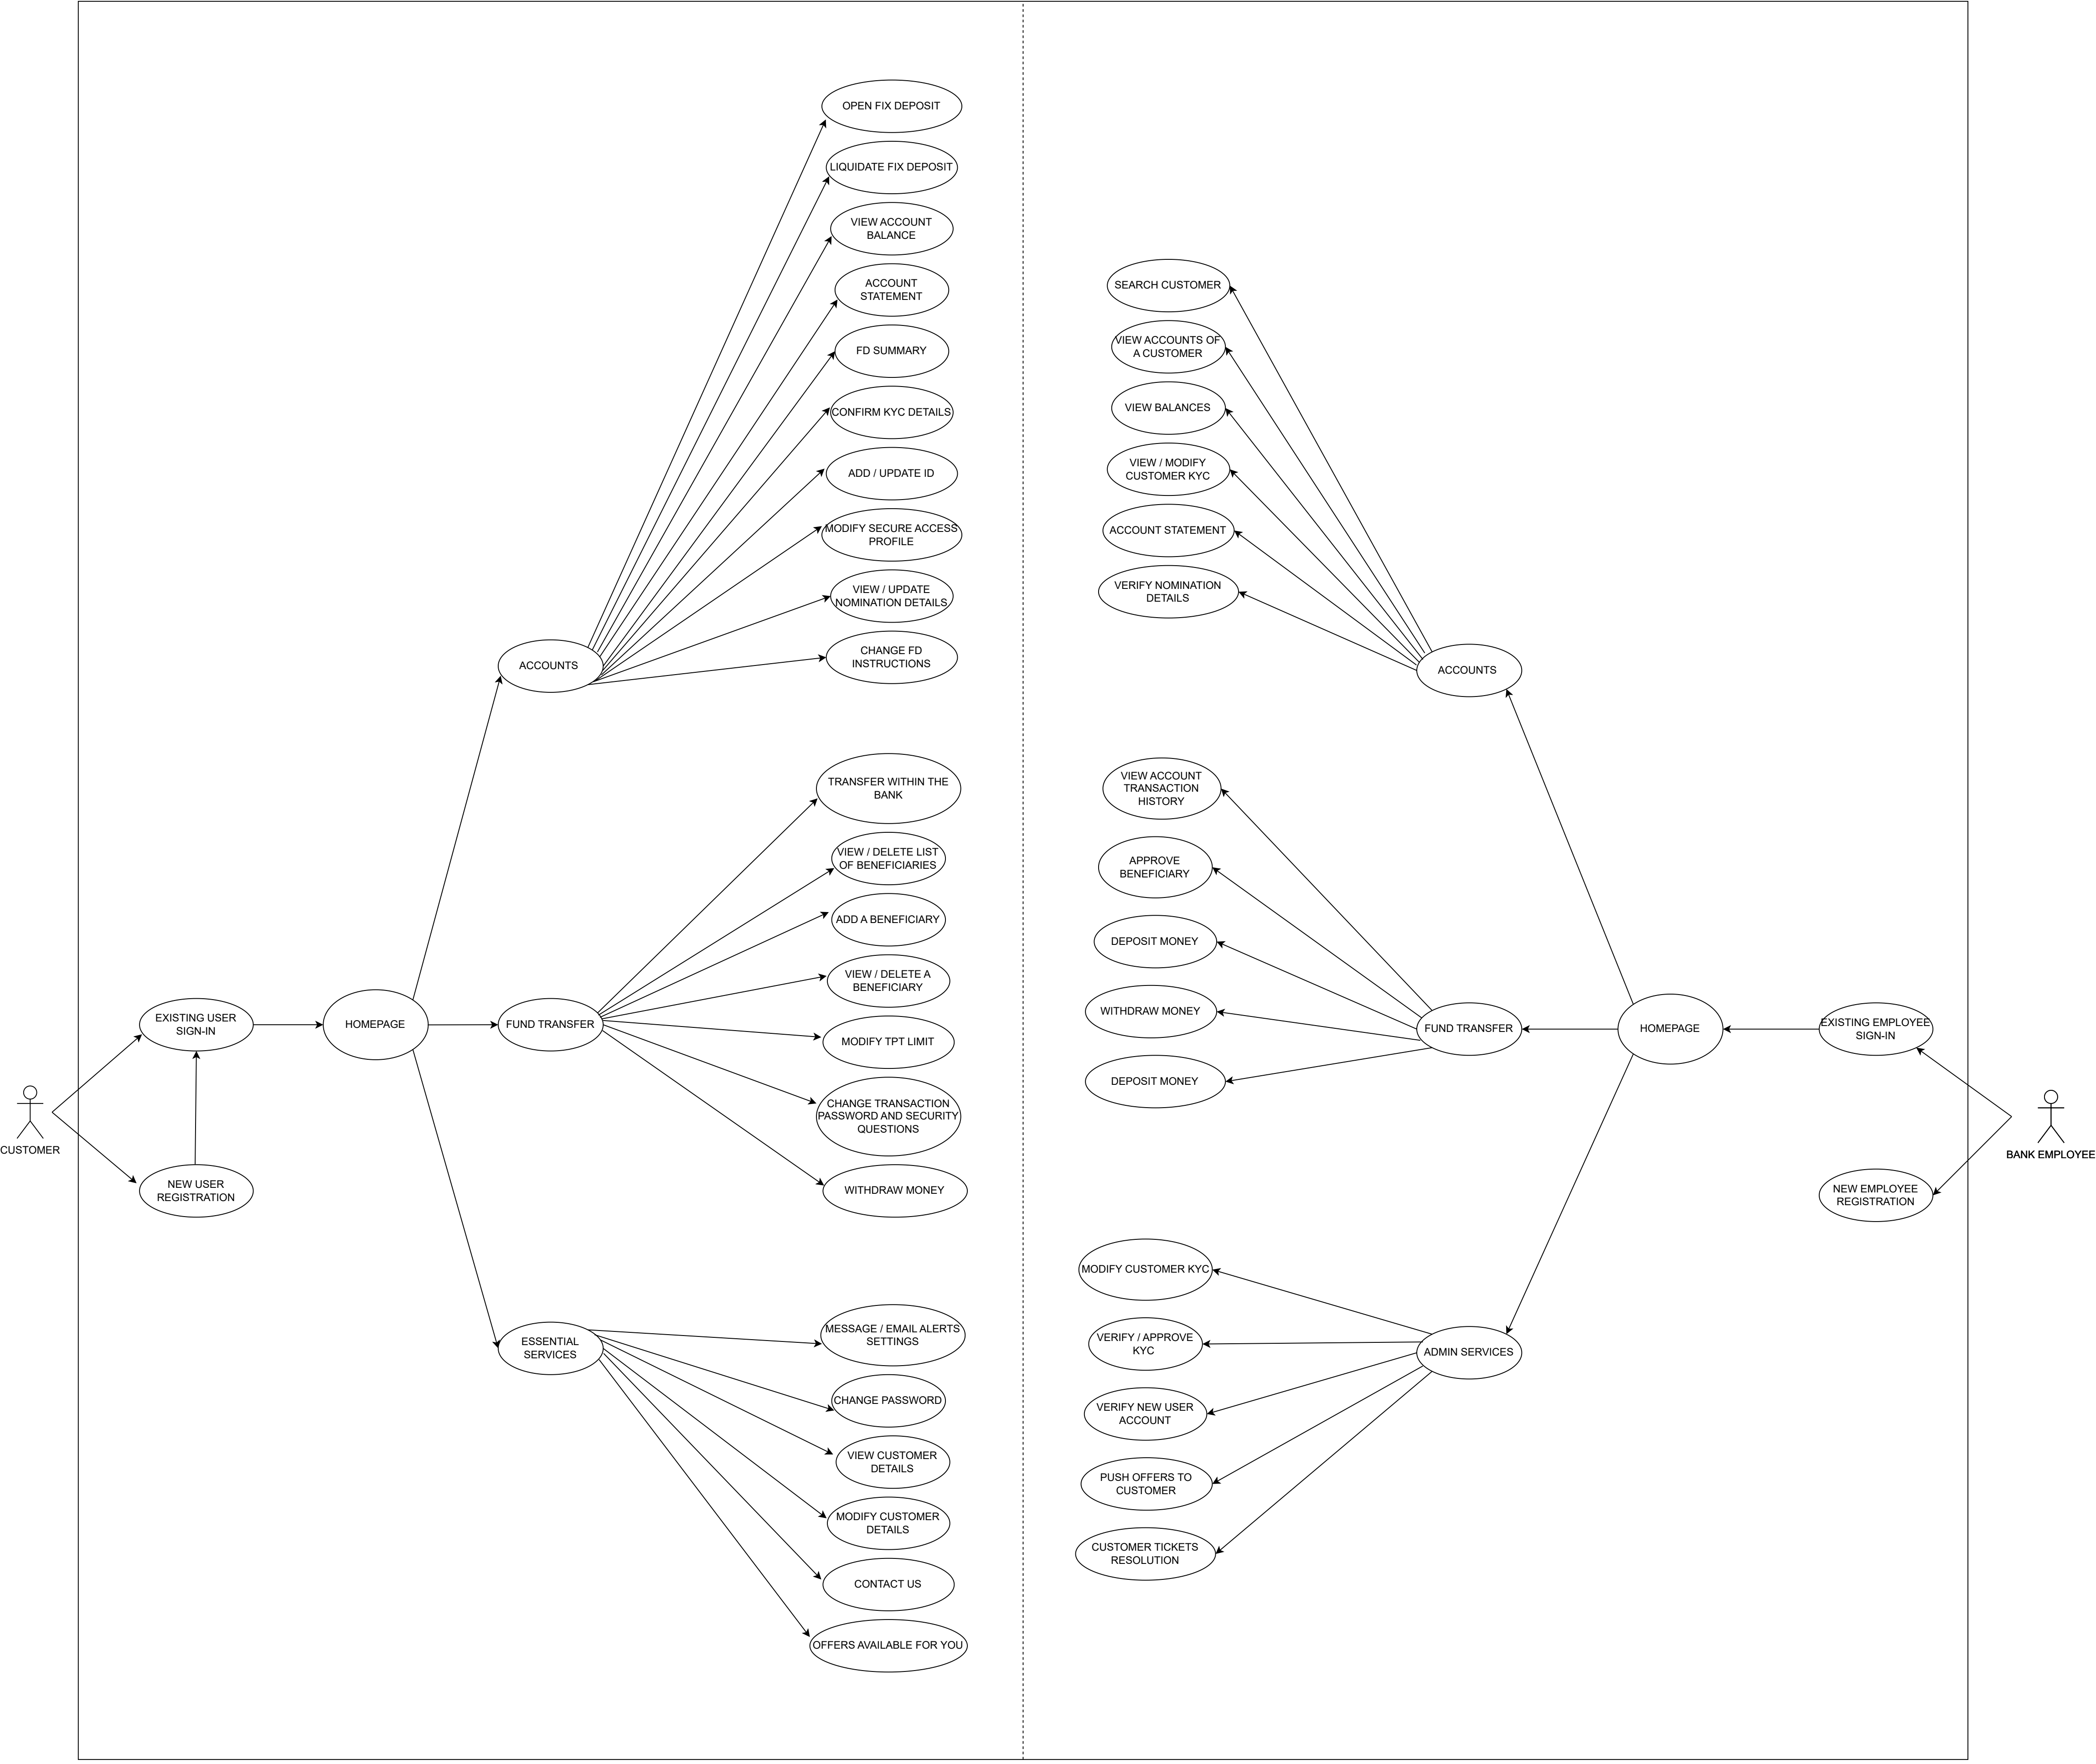 OPEN FIX DEPOSIT
LIQUIDATE FIX DEPOSIT
VIEW ACCOUNT
BALANCE
ACCOUNT
STATEMENT
FD SUMMARY
CONFIRM KYC DETAILS
ADD / UPDATE ID
MODIFY SECURE ACCESS
PROFILE
VIEW / UPDATE
NOMINATION DETAILS
CHANGE FD
INSTRUCTIONS
ACCOUNTS
TRANSFER WITHIN THE
BANK
VIEW / DELETE LIST
OF BENEFICIARIES
ADD A BENEFICIARY
VIEW / DELETE A
BENEFICIARY
MODIFY TPT LIMIT
CHANGE TRANSACTION
PASSWORD AND SECURITY
QUESTIONS
WITHDRAW MONEY
EXISTING USER
SIGN-IN
HOMEPAGE
FUND TRANSFER
CUSTOMER
NEW USER
REGISTRATION
ESSENTIAL
SERVICES
MESSAGE / EMAIL ALERTS
SETTINGS
CHANGE PASSWORD
VIEW CUSTOMER
DETAILS
MODIFY CUSTOMER
DETAILS
CONTACT US
OFFERS AVAILABLE FOR YOU
SEARCH CUSTOMER
VIEW ACCOUNTS OF
A CUSTOMER
VIEW BALANCES
VIEW / MODIFY
CUSTOMER KYC
ACCOUNT STATEMENT
VERIFY NOMINATION
DETAILS
ACCOUNTS
VIEW ACCOUNT
TRANSACTION
HISTORY
APPROVE
BENEFICIARY
DEPOSIT MONEY
WITHDRAW MONEY
DEPOSIT MONEY
FUND TRANSFER
HOMEPAGE
EXISTING EMPLOYEE
SIGN-IN
BANK EMPLOYEE
NEW EMPLOYEE
REGISTRATION
MODIFY CUSTOMER KYC
VERIFY / APPROVE
KYC
VERIFY NEW USER
ACCOUNT
PUSH OFFERS TO
CUSTOMER
CUSTOMER TICKETS
RESOLUTION
ADMIN SERVICES